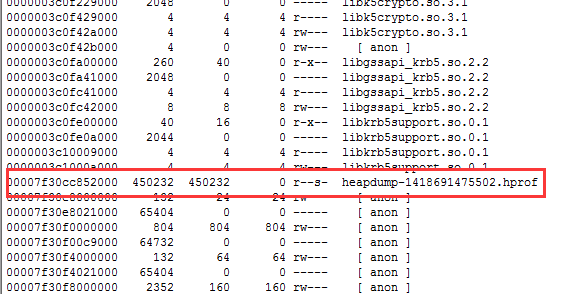 0000003c0f229000 2048 0 0 ----- libk5crypto.so.3.1
0000003c0f429000 4 4 4 r---- libk5crypto.so.3.1
0000003c0f42a000 4 4 4 rw--- libk5crypto.so.3.1
0000003c0f42b000 4 0 0 rw--- [ anon ]
0000003c0fa00000 260 40 0 r-x-- libgssapi_krb5.so.2.2
0000003c0fa41000 2048 0 0 ----- libgssapi_krb5.so.2.2
0000003c0fc41000 4 4 4 r---- libgssapi_krb5.so.2.2
0000003c0fc42000 8 8 8 rw--- libgssapi_krb5.so.2.2
0000003c0fe00000 40 16 0 r-x-- libkrb5support.so.0.1
0000003c0fe0a000 2044 0 0 ----- libkrb5support.so.0.1
0000003c10009000 4 4 4 r---- libkrb5support.so.0.1
0000003c1000a000 4 4 4 rw--- libkrb5support.so.0.1
00007f30cc852000 450232 450232 0 r--s- heapdump-1418691475502.hprof
00007f30e8000000 132 24 24 rw--- [ anon ]
00007f30e8021000 65404 0 0 ----- [ anon ]
00007f30f0000000 804 804 804 rw--- [ anon ]
00007f30f00c9000 64732 0 0 ----- [ anon ]
00007f30f4000000 132 64 64 rw--- [ anon ]
00007f30f4021000 65404 0 0 ----- [ anon ]
00007f30f8000000 2352 160 160 rw--- [ anon ]